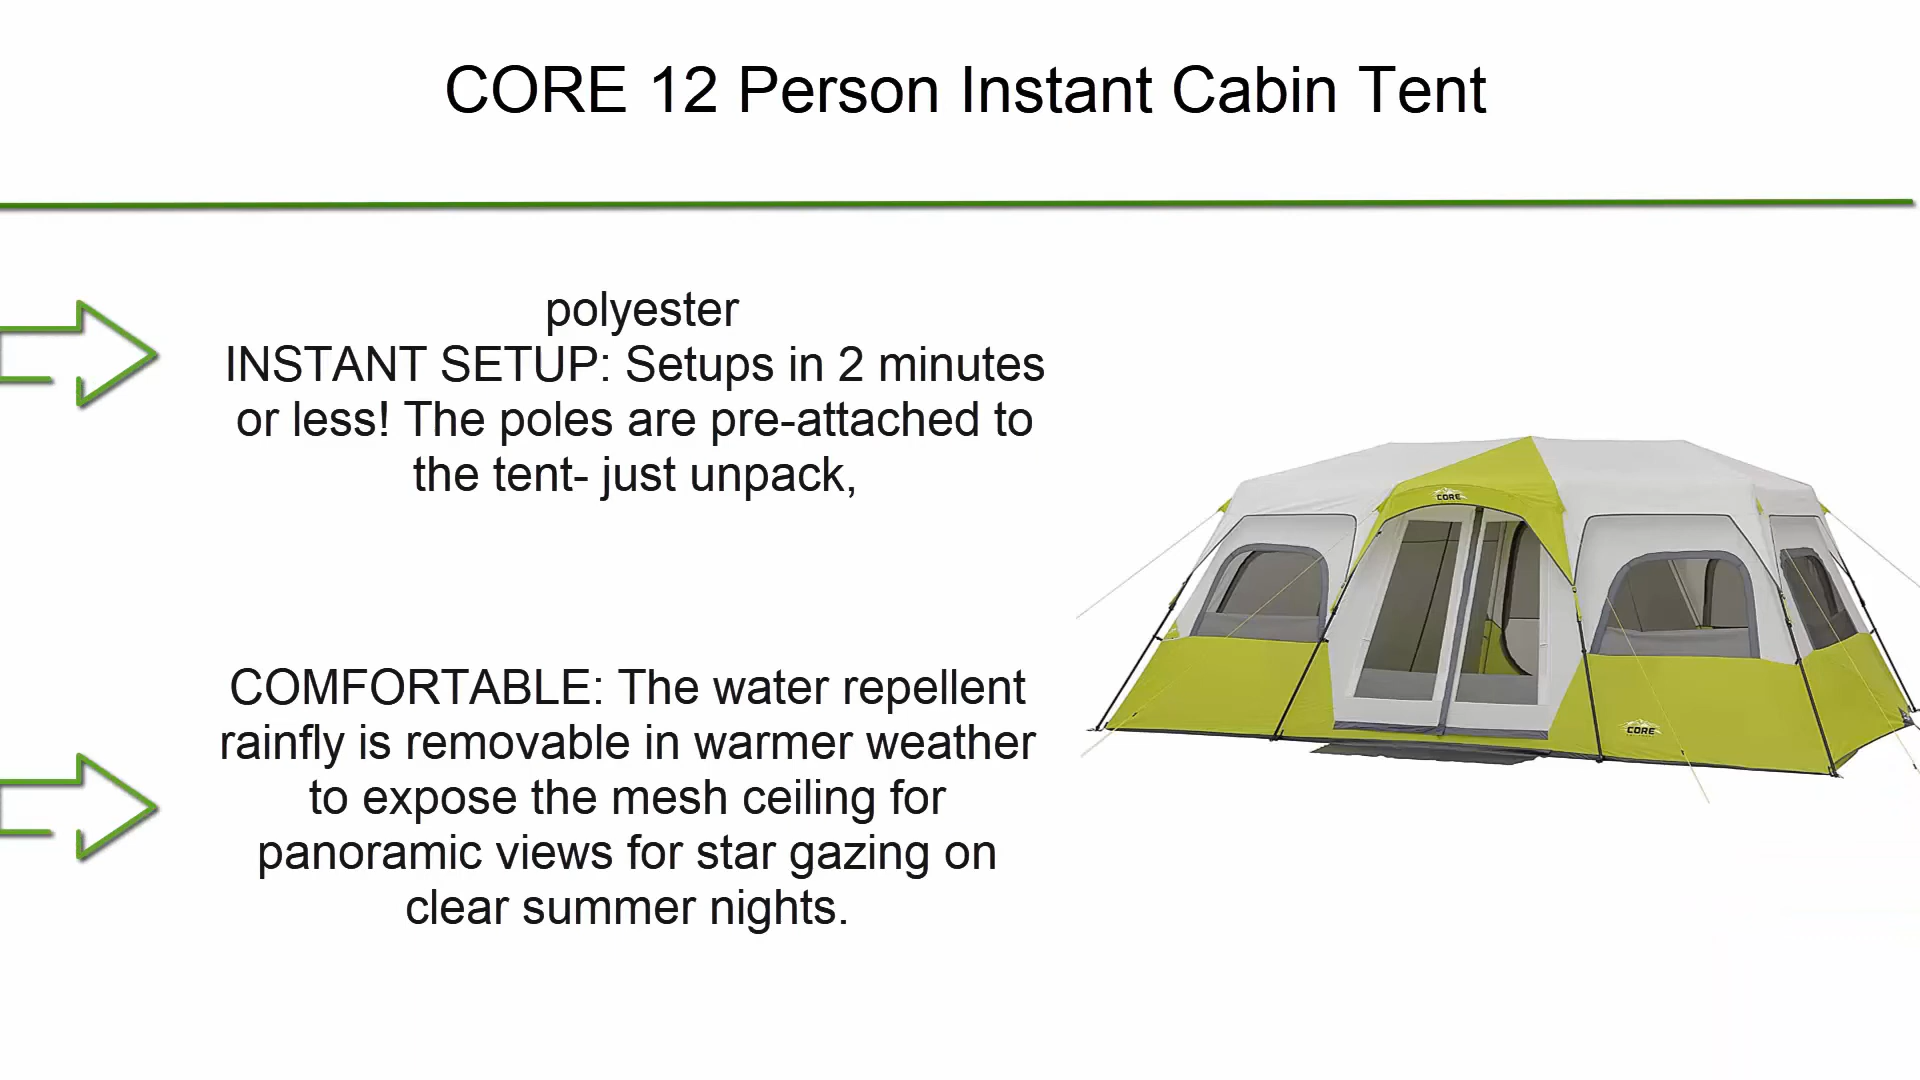 CORE 12 Person Instant Cabin Tent
polyester
INSTANT SETUP: Setups in 2 minutes
or less! The poles are pre-attached to
the tent- just unpack,
COMFORTABLE: The water repellent
rainfly is removable in warmer weather
to expose the mesh ceiling for
panoramic views for star gazing on
clear summer nights.
CORE
CORE